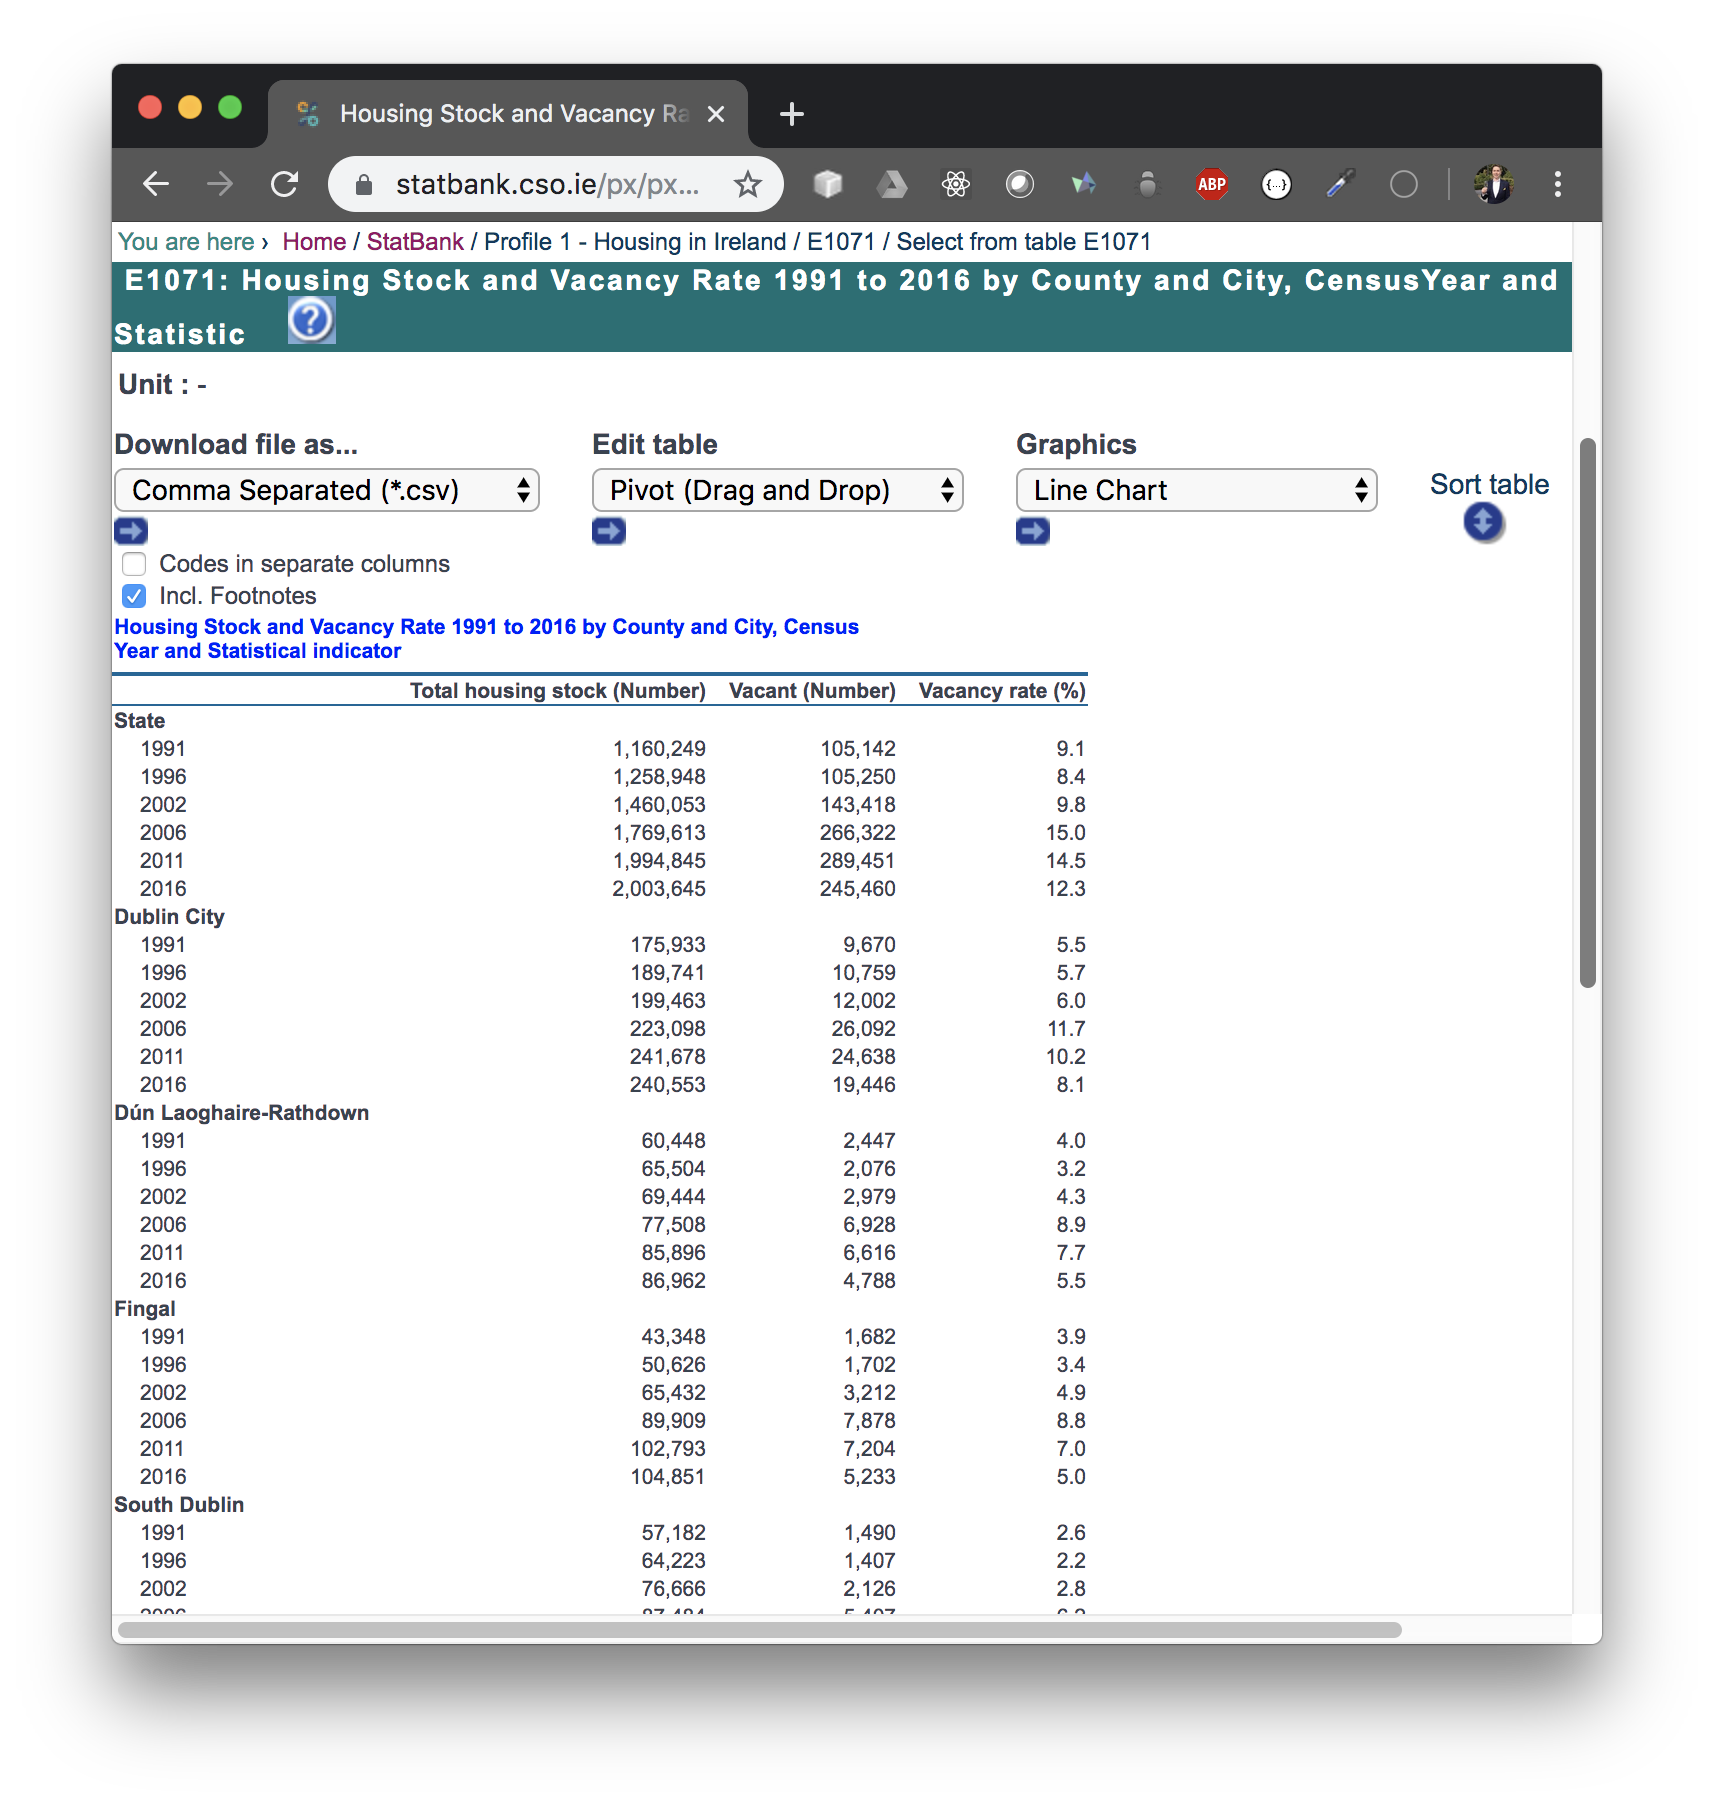 Housing Stock and Vacancy Ra
statbank.cso.ie/px/px...
ABP
{...}
You are here › Home / StatBank / Profile 1 - Housing in Ireland / E1071 / Select from table E1071
E1071: Housing Stock and Vacancy Rate 1991 to 2016 by County and City, CensusYear and
Statistic ?
Unit : -
Download file as... Edit table Graphics
Sort table
Comma Separated (*.csv) Pivot (Drag and Drop) Line Chart
Codes in separate columns
Incl. Footnotes
Housing Stock and Vacancy Rate 1991 to 2016 by County and City, Census
Year and Statistical indicator
Total housing stock (Number) Vacant (Number) Vacancy rate (%)
State
1991 1,160,249 105,142 9.1
1996 1,258,948 105,250 8.4
2002 1,460,053 143,418 9.8
2006 1,769,613 266,322 15.0
2011 1,994,845 289,451 14.5
2016 2,003,645 245,460 12.3
Dublin City
1991 175,933 9,670 5.5
1996 189,741 10,759 5.7
2002 199,463 12,002 6.0
2006 223,098 26,092 11.7
2011 241,678 24,638 10.2
2016 240,553 19,446 8.1
Dún Laoghaire-Rathdown
1991 60,448 2,447 4.0
1996 65,504 2,076 3.2
2002 69,444 2,979 4.3
2006 77,508 6,928 8.9
2011 85,896 6,616 7.7
2016 86,962 4,788 5.5
Fingal
1991 43,348 1,682 3.9
1996 50,626 1,702 3.4
2002 65,432 3,212 4.9
2006 89,909 7,878 8.8
2011 102,793 7,204 7.0
2016 104,851 5,233 5.0
South Dublin
1991 57,182 1,490 2.6
1996 64,223 1,407 2.2
2002 76,666 2,126 2.8